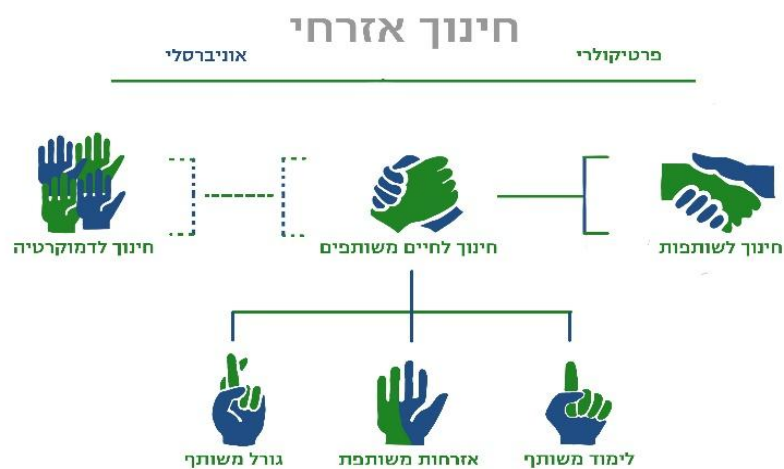 חינוך אזרחי
פרטיקולרי
אוניברסלי
חינוך לשותפות
חינוך לחיים משותפים
חינוך לדמוקרטיה
לימוד משותף
אזרחות משותפת
גורל משותף